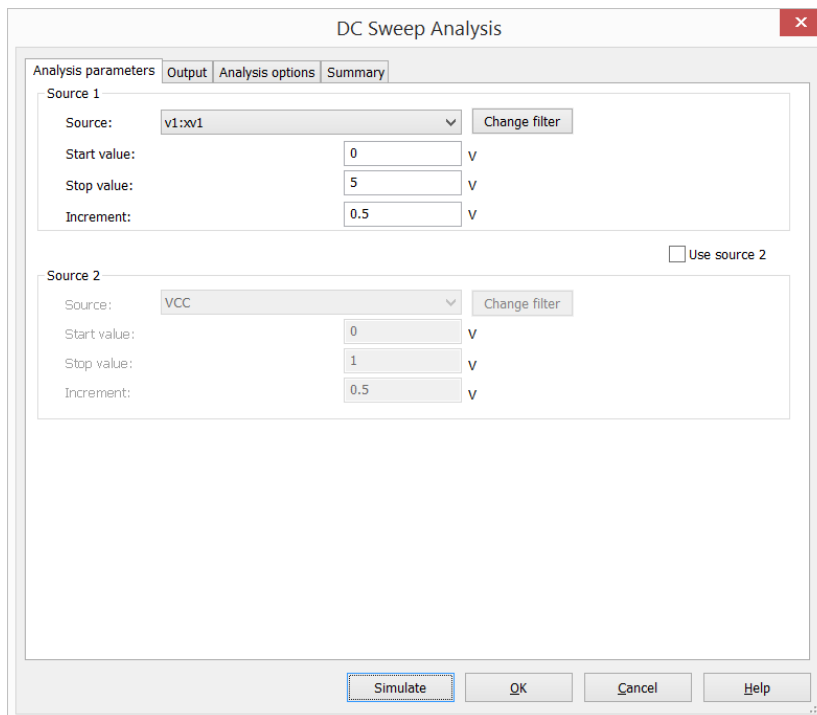 DC Sweep Analysis
Analysis parameters Output Analysis options Summary
Source 1
Source: v1:xv1 Change filter
Start value: 0 V
Stop value: 5 V
Increment: 0.5 V
Use source 2
Source 2
Source: VCC Change filter
Start value: 0 V
Stop value: 1 V
Increment: 0.5 V
Simulate OK Cancel Help